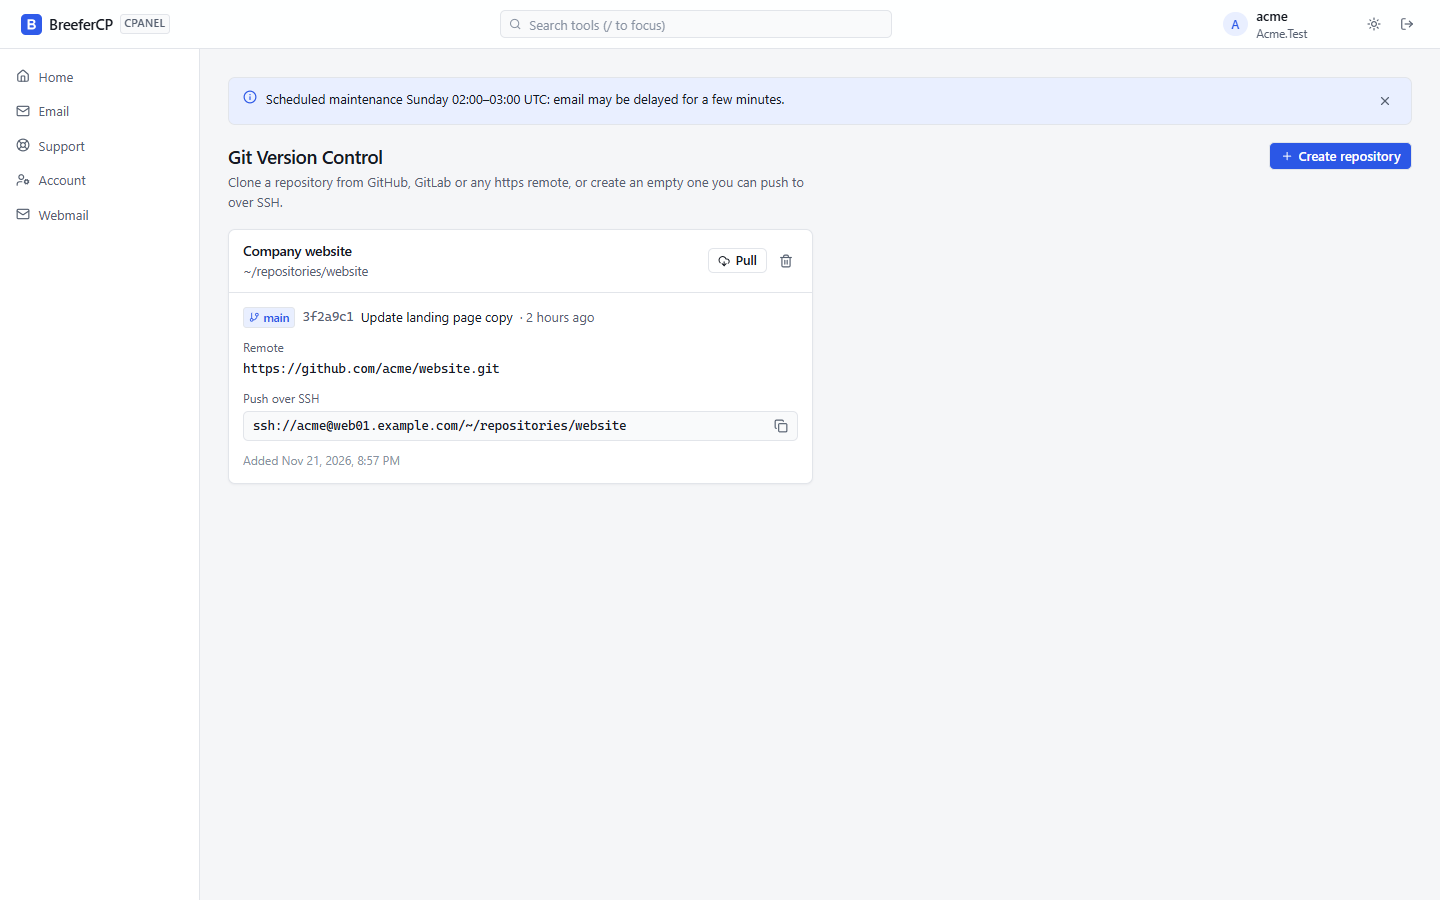 B BreeferCP CPANEL
Search tools (/ to focus)
A acme
Acme.Test
Home
Email
Support
Account
Webmail
Scheduled maintenance Sunday 02:00–03:00 UTC: email may be delayed for a few minutes.
Git Version Control
Create repository
Clone a repository from GitHub, GitLab or any https remote, or create an empty one you can push to
over SSH.
Company website
~/repositories/website
Pull
main 3f2a9c1 Update landing page copy · 2 hours ago
Remote
https://github.com/acme/website.git
Push over SSH
ssh://acme@web01.example.com/~/repositories/website
Added Nov 21, 2026, 8:57 PM